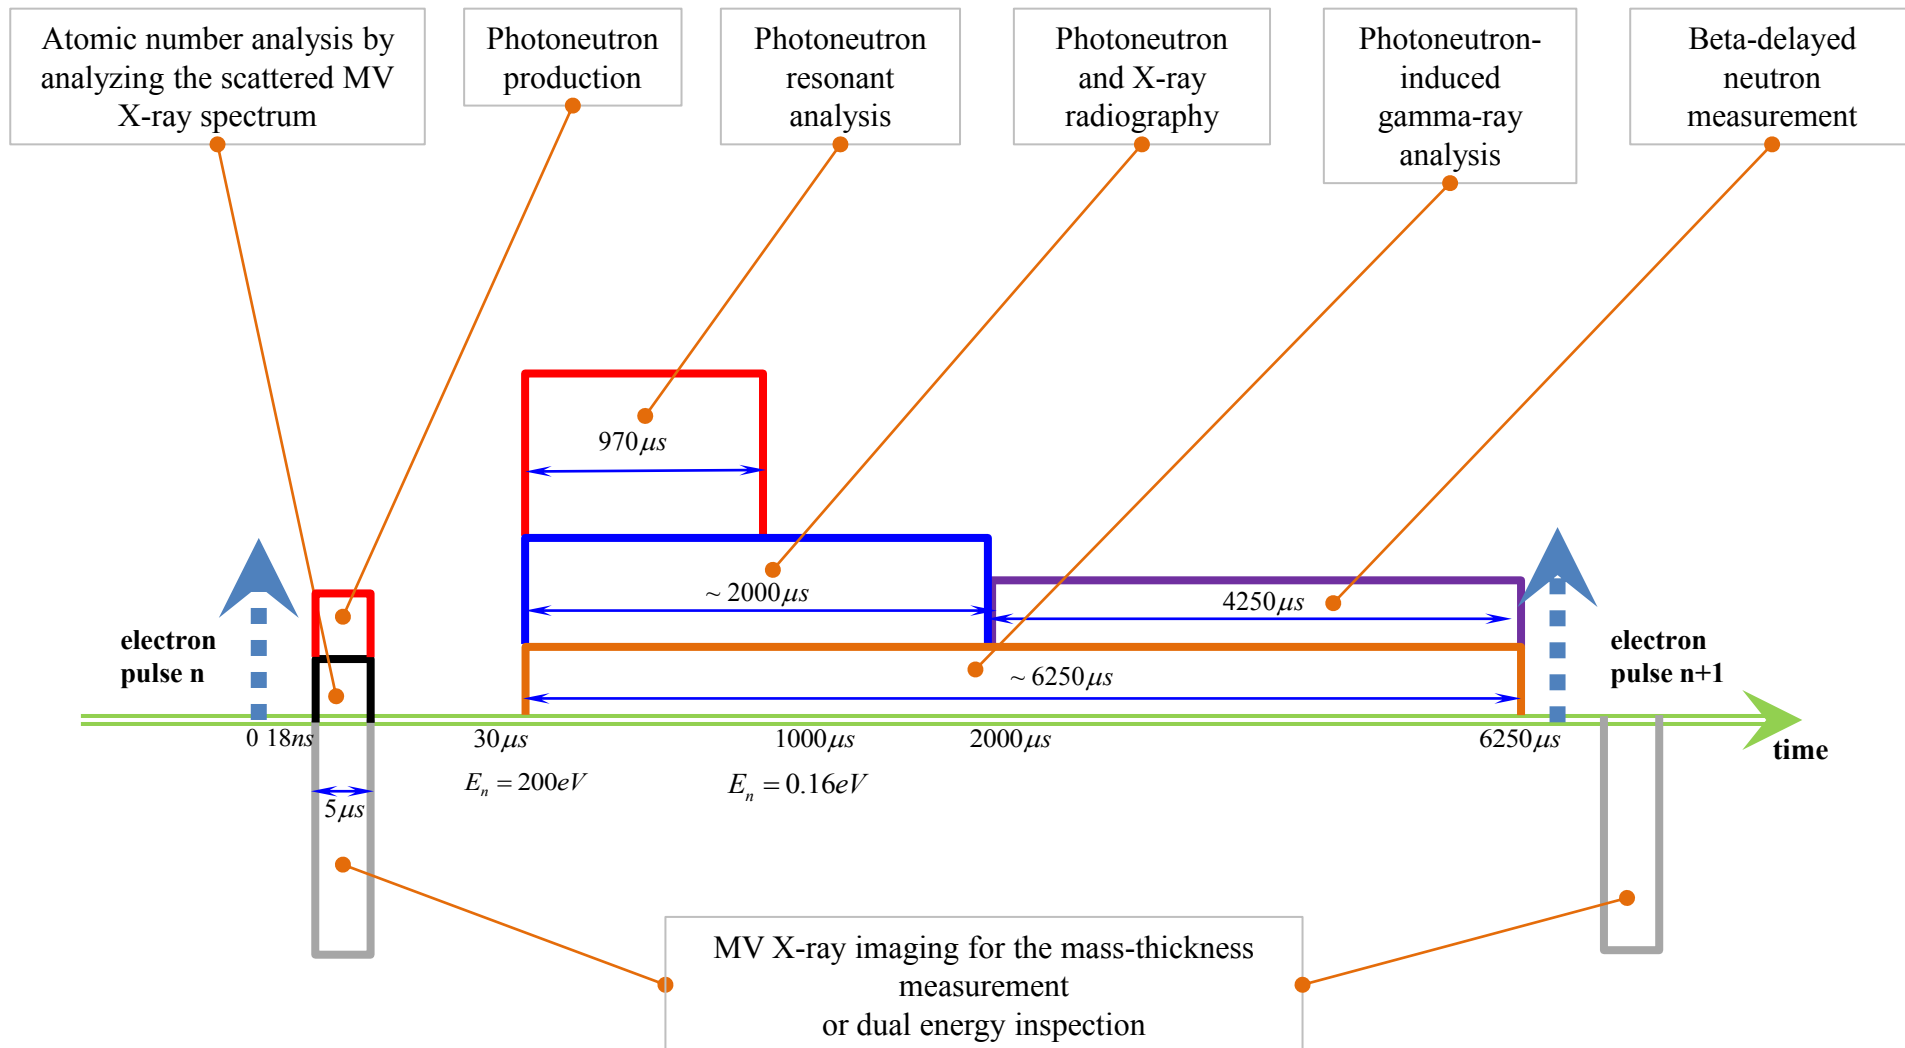 Atomic number analysis by
analyzing the scattered MV
X-ray spectrum
Photoneutron
production
Photoneutron
resonant
analysis
Photoneutron
and X-ray
radiography
Photoneutron-
induced
gamma-ray
analysis
Beta-delayed
neutron
measurement
970μs
~ 2000μs
4250μs
electron
pulse n
~ 6250μs
electron
pulse n+1
0 18ns
30μs
1000μs
2000μs
6250μs
time
E_n = 200eV
E_n = 0.16eV
5μs
MV X-ray imaging for the mass-thickness
measurement
or dual energy inspection